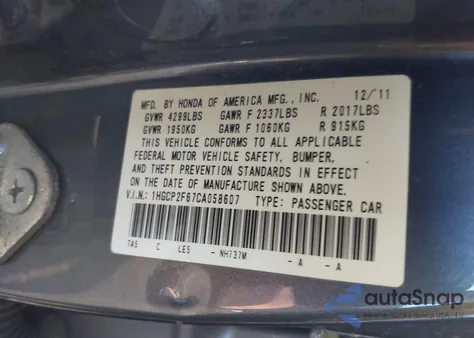 MFD. BY HONDA OF AMERICA MFG., INC. 12/11
GVWR 4299LBS GAWR F 2337LBS R 2017LBS
GVWR 1950KG GAWR F 1060KG R 915KG
THIS VEHICLE CONFORMS TO ALL APPLICABLE
FEDERAL MOTOR VEHICLE SAFETY, BUMPER,
AND THEFT PREVENTION STANDARDS IN EFFECT
ON THE DATE OF MANUFACTURE SHOWN ABOVE.
V.I.N.: 1HGCP2F67CA058607 TYPE: PASSENGER CAR
7A5 C LE5 - NH737M - A - A
autoSnap